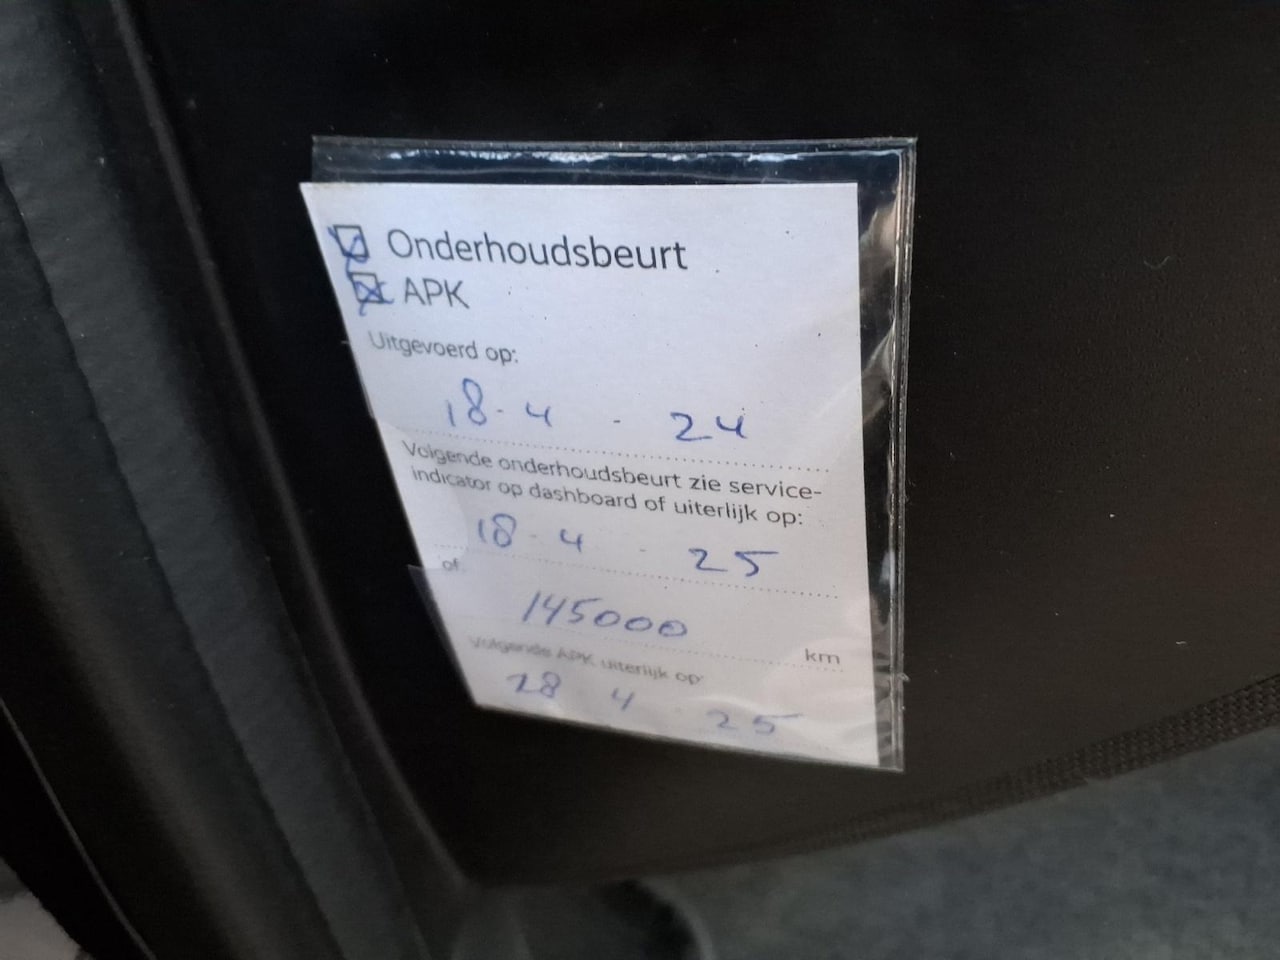 Onderhoudsbeurt
APK
Uitgevoerd op:
18-4-24
Volgende onderhoudsbeurt zie service-
indicator op dashboard of uiterlijk op:
18-4-25
of
145000
km
Volgende APK uiterlijk op:
28 4 25